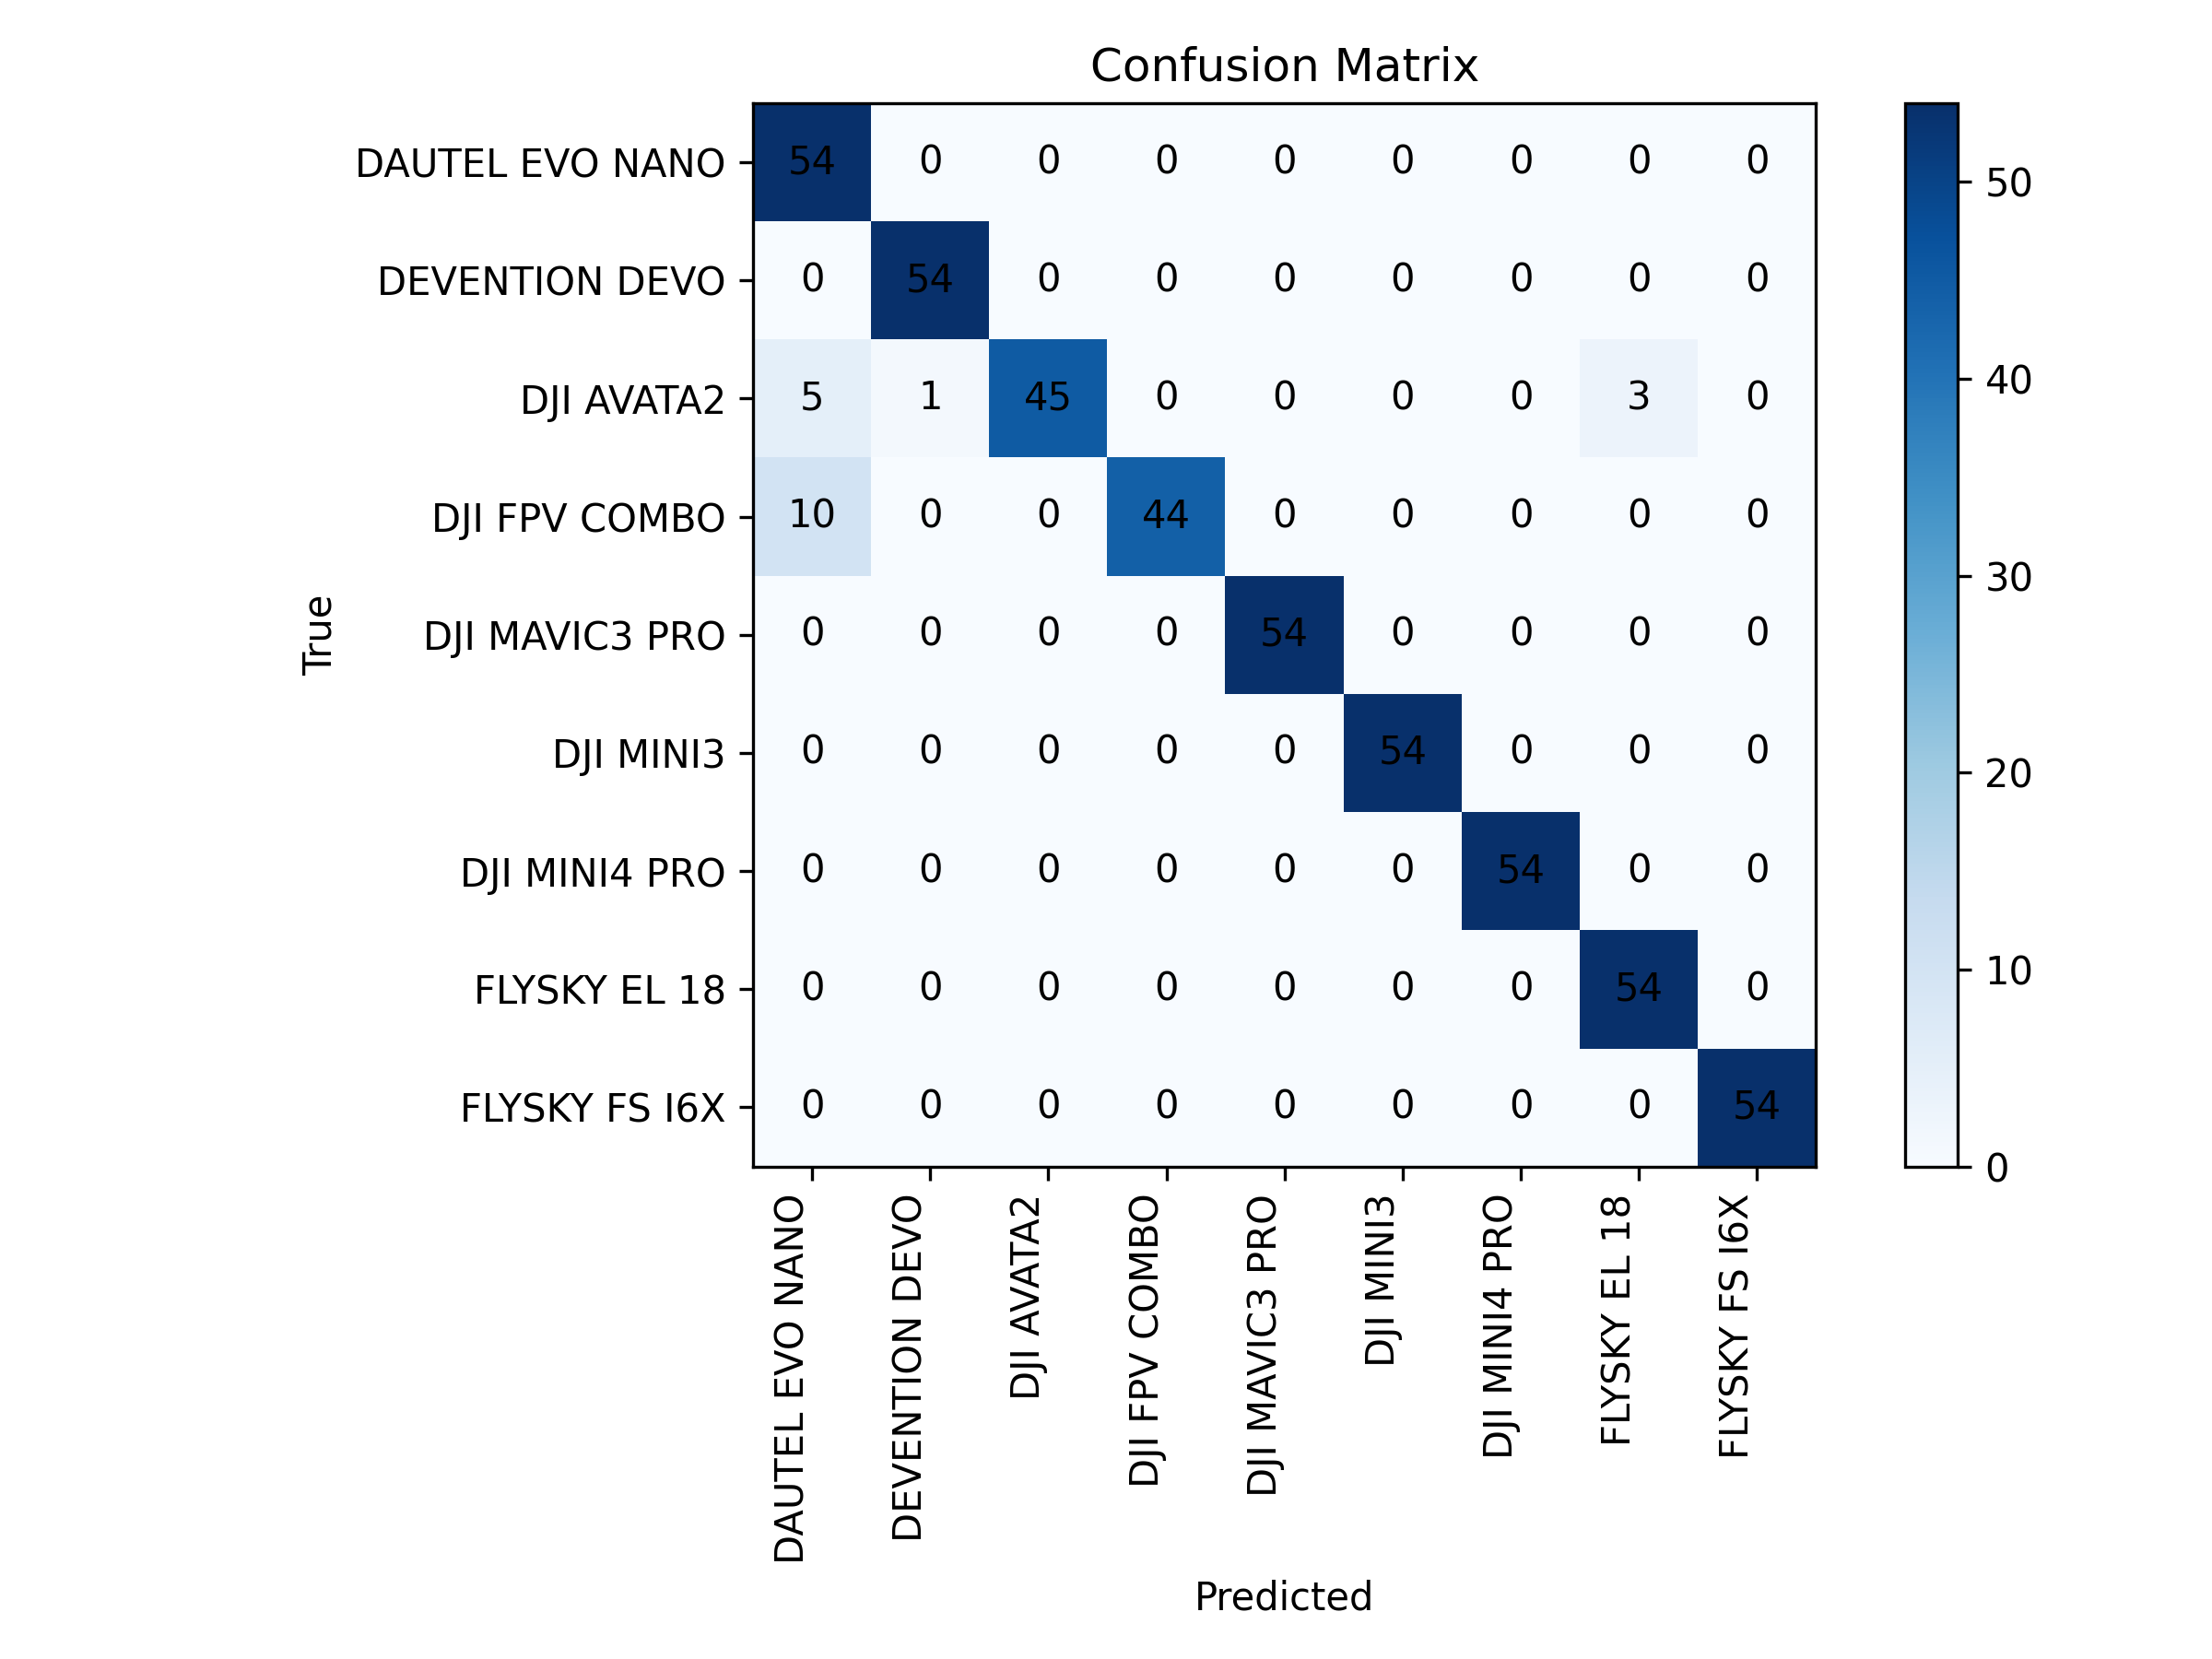 Confusion Matrix
DAUTEL EVO NANO 54 0 0 0 0 0 0 0 0
DEVENTION DEVO 0 54 0 0 0 0 0 0 0
DJI AVATA2 5 1 45 0 0 0 0 3 0
DJI FPV COMBO 10 0 0 44 0 0 0 0 0
DJI MAVIC3 PRO 0 0 0 0 54 0 0 0 0
DJI MINI3 0 0 0 0 0 54 0 0 0
DJI MINI4 PRO 0 0 0 0 0 0 54 0 0
FLYSKY EL 18 0 0 0 0 0 0 0 54 0
FLYSKY FS I6X 0 0 0 0 0 0 0 0 54
True
DAUTEL EVO NANO
DEVENTION DEVO
DJI AVATA2
DJI FPV COMBO
DJI MAVIC3 PRO
DJI MINI3
DJI MINI4 PRO
FLYSKY EL 18
FLYSKY FS I6X
Predicted
50
40
30
20
10
0